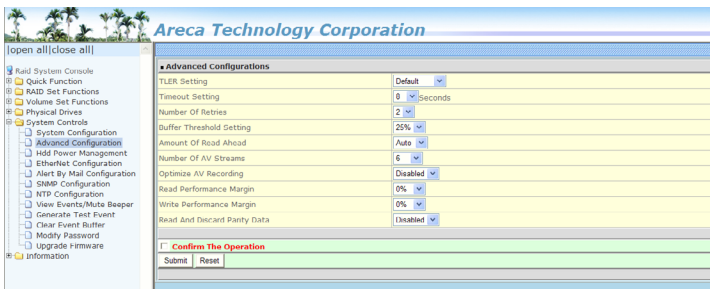 Areca Technology Corporation
|open all|close all|
Raid System Console
Quick Function
RAID Set Functions
Volume Set Functions
Physical Drives
System Controls
System Configuration
Advancd Configuration
Hdd Power Management
EtherNet Configuration
Alert By Mail Configuration
SNMP Configuration
NTP Configuration
View Events/Mute Beeper
Generate Test Event
Clear Event Buffer
Modify Password
Upgrade Firmware
Information
Advanced Configurations
TLER Setting Default
Timeout Setting 0 Seconds
Number Of Retries 2
Buffer Threshold Setting 25%
Amount Of Read Ahead Auto
Number Of AV Streams 6
Optimize AV Recording Disabled
Read Performance Margin 0%
Write Performance Margin 0%
Read And Discard Parity Data Disabled
Confirm The Operation
Submit Reset